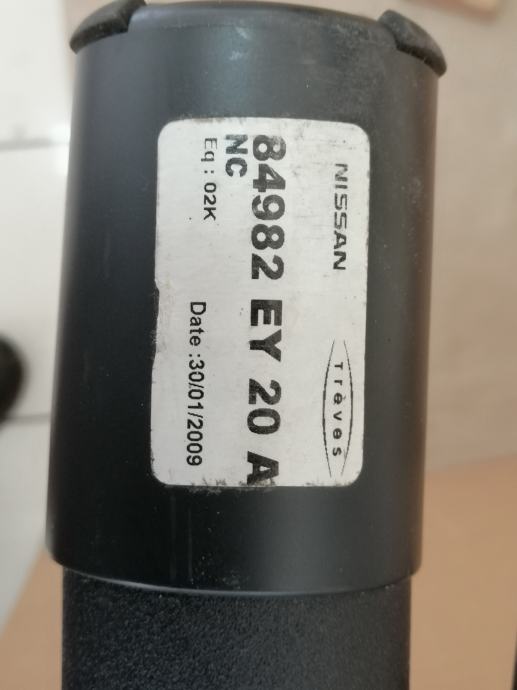 NISSAN
Trèves
84982 EY 20 A
NC
Eq : 02K
Date :30/01/2009